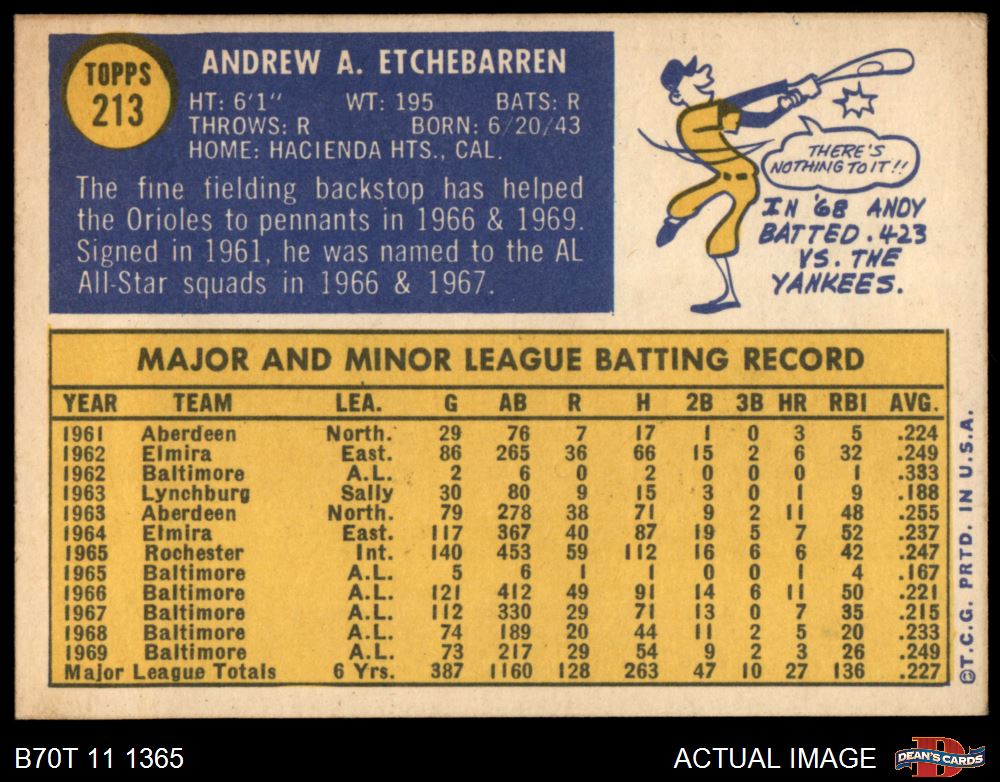 TOPPS
213
ANDREW A. ETCHEBARREN
HT: 6'1" WT: 195 BATS: R
THROWS: R BORN: 6/20/43
HOME: HACIENDA HTS., CAL.
The fine fielding backstop has helped
the Orioles to pennants in 1966 & 1969.
Signed in 1961, he was named to the AL
All-Star squads in 1966 & 1967.
THERE'S
NOTHING TO IT!!
IN '68 ANDY
BATTED .423
VS. THE
YANKEES.
MAJOR AND MINOR LEAGUE BATTING RECORD
YEAR TEAM LEA. G AB R H 2B 3B HR RBI AVG.
1961 Aberdeen North. 29 76 7 17 1 0 3 5 .224
1962 Elmira East. 86 265 36 66 15 2 6 32 .249
1962 Baltimore A.L. 2 6 0 2 0 0 0 1 .333
1963 Lynchburg Sally 30 80 9 15 3 0 1 9 .188
1963 Aberdeen North. 79 278 38 71 9 2 11 48 .255
1964 Elmira East. 117 367 40 87 19 5 7 52 .237
1965 Rochester Int. 140 453 59 112 16 6 6 42 .247
1965 Baltimore A.L. 5 6 1 1 0 0 1 4 .167
1966 Baltimore A.L. 121 412 49 91 14 6 11 50 .221
1967 Baltimore A.L. 112 330 29 71 13 0 7 35 .215
1968 Baltimore A.L. 74 189 20 44 11 2 5 20 .233
1969 Baltimore A.L. 73 217 29 54 9 2 3 26 .249
Major League Totals 6 Yrs. 387 1160 128 263 47 10 27 136 .227
©T.C.G. PRTD. IN U.S.A.
B70T 11 1365
ACTUAL IMAGE
D
DEAN'S CARDS